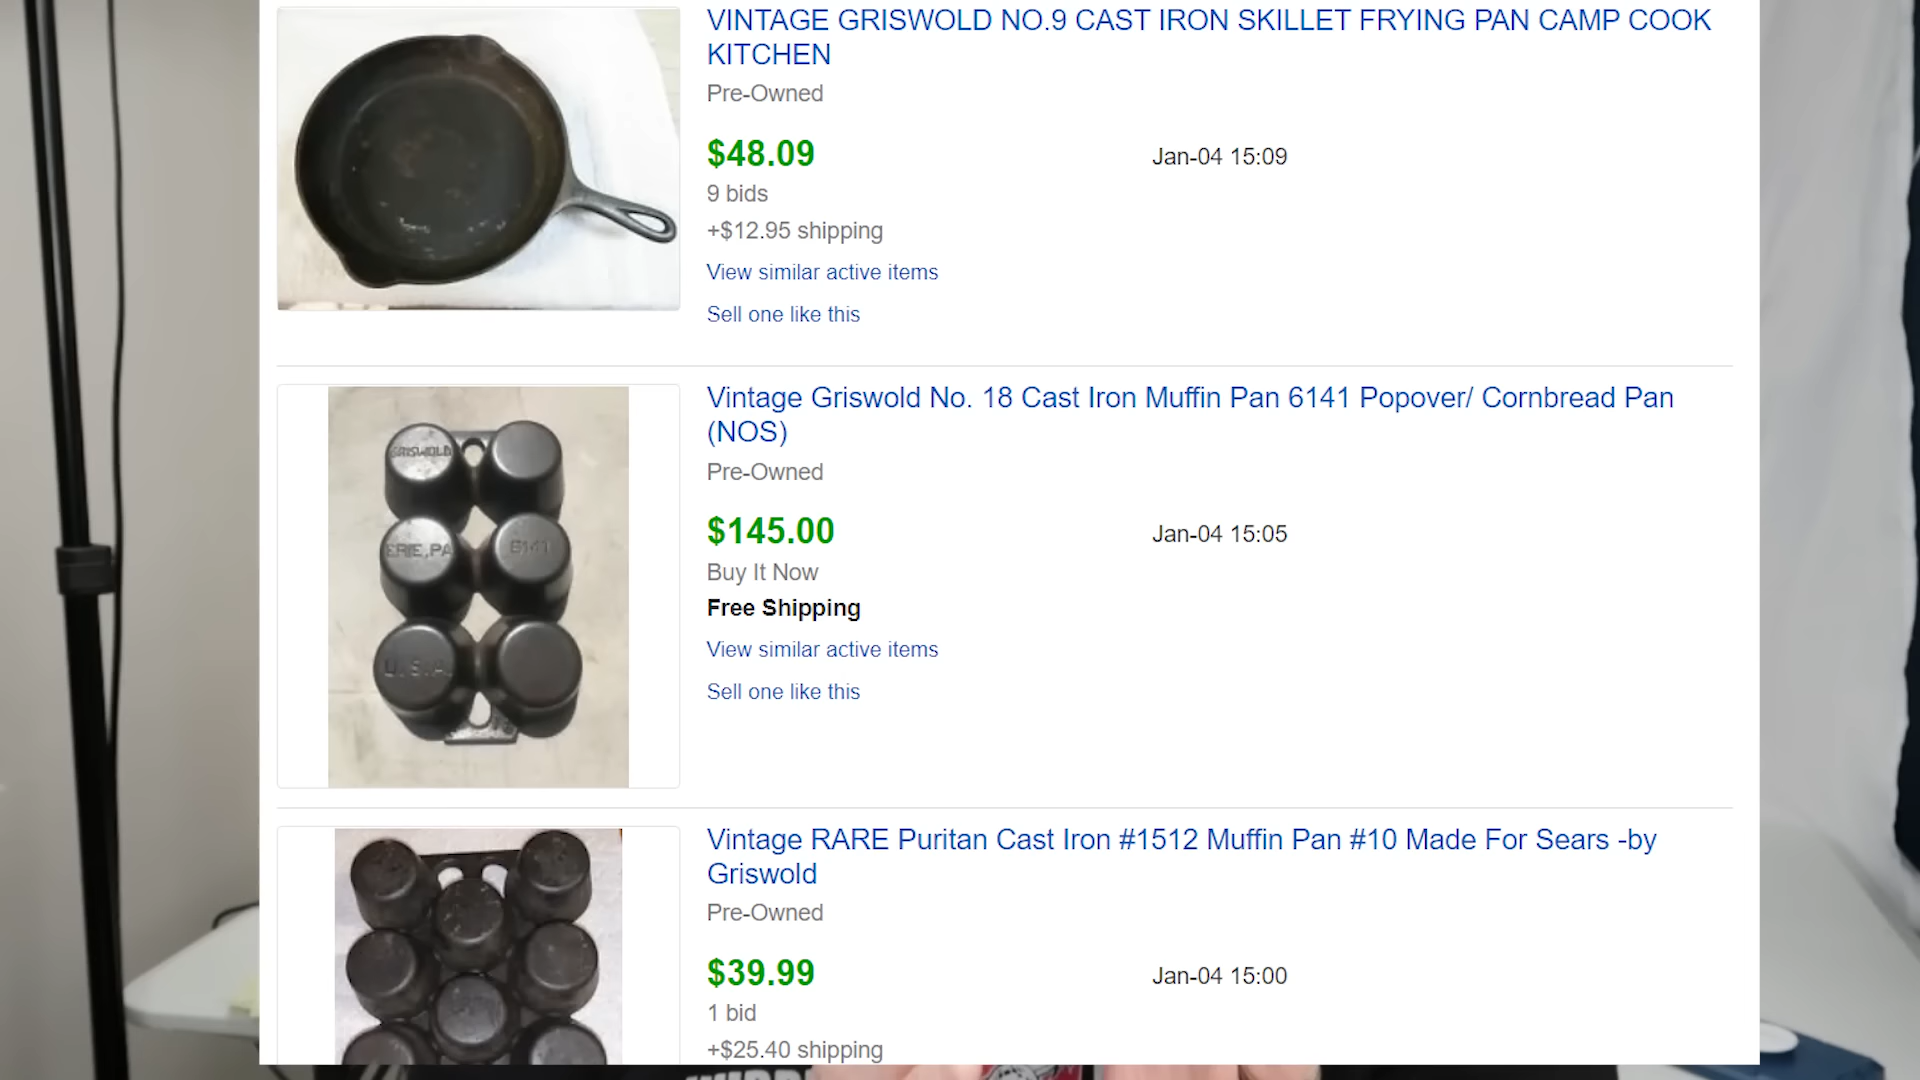 VINTAGE GRISWOLD NO.9 CAST IRON SKILLET FRYING PAN CAMP COOK
KITCHEN
Pre-Owned
$48.09
Jan-04 15:09
9 bids
+$12.95 shipping
View similar active items
Sell one like this
GRISWOLD
ERIE, PA
6141
U.S.A.
Vintage Griswold No. 18 Cast Iron Muffin Pan 6141 Popover/ Cornbread Pan
(NOS)
Pre-Owned
$145.00
Jan-04 15:05
Buy It Now
Free Shipping
View similar active items
Sell one like this
Vintage RARE Puritan Cast Iron #1512 Muffin Pan #10 Made For Sears -by
Griswold
Pre-Owned
$39.99
Jan-04 15:00
1 bid
+$25.40 shipping